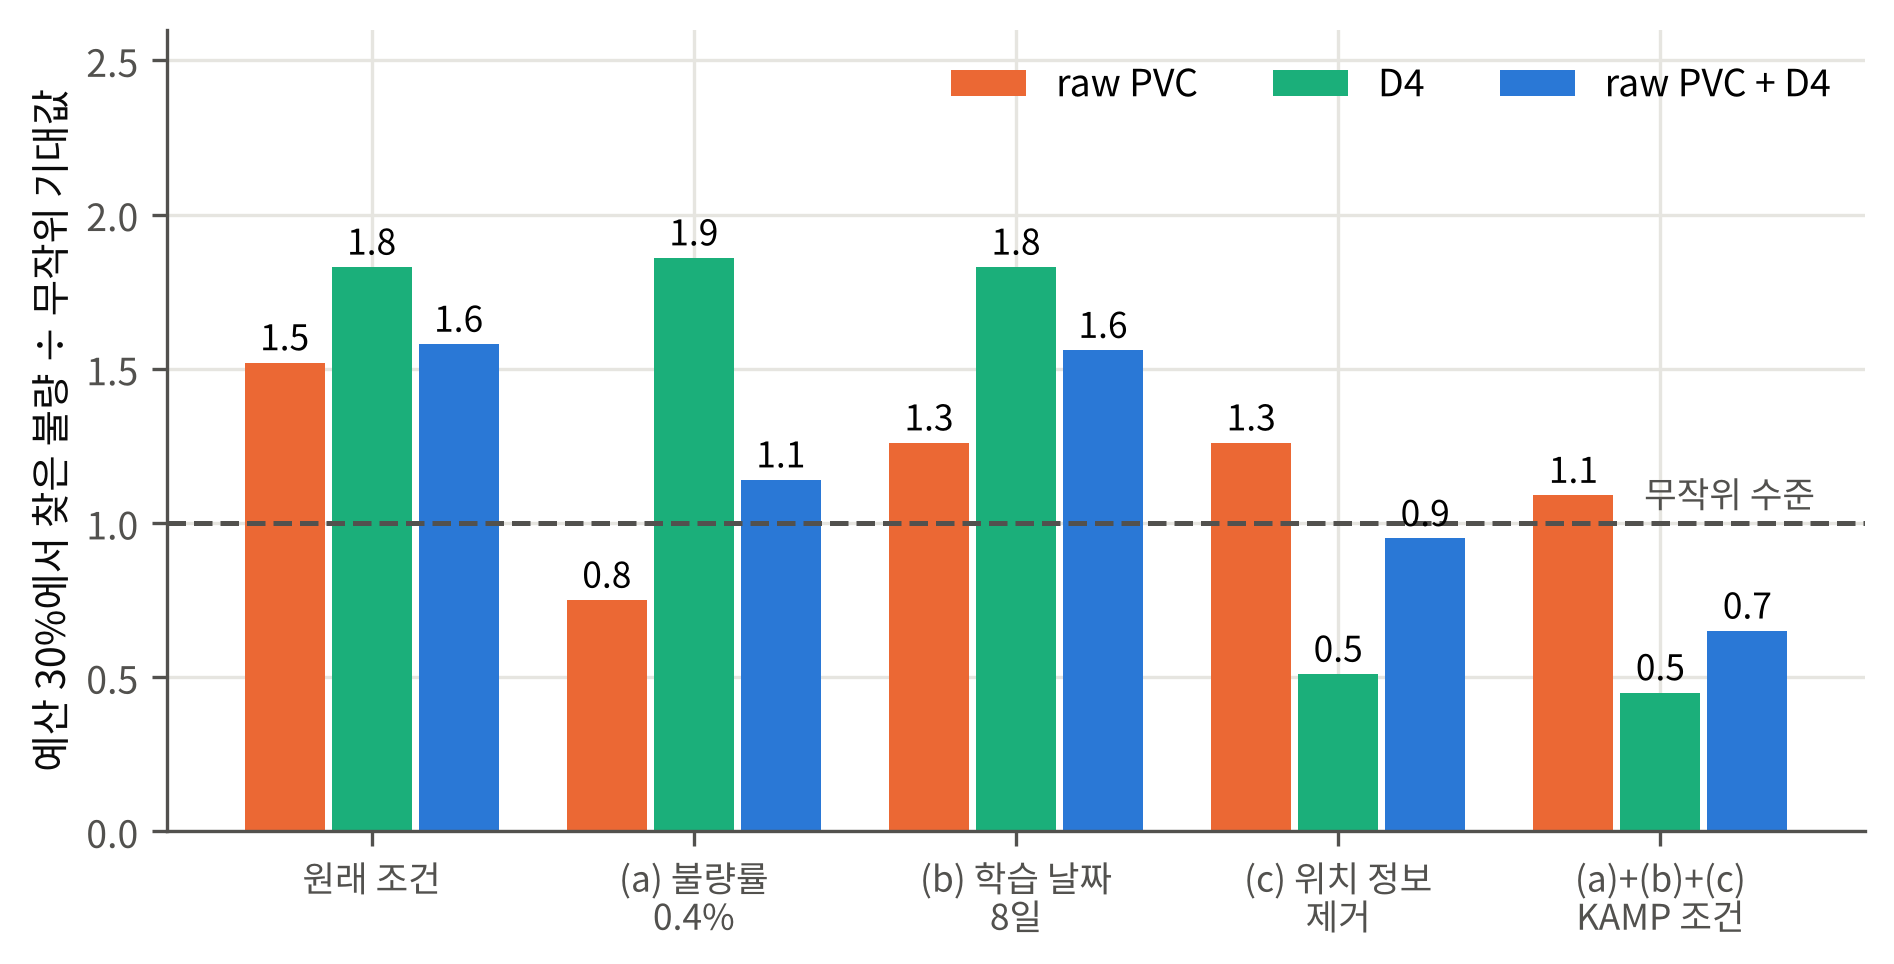 예산 30%에서 찾은 불량 ÷ 무작위 기대값
2.5
2.0
1.5
1.0
0.5
0.0
raw PVC
D4
raw PVC + D4
1.5
1.8
1.6
0.8
1.9
1.1
1.3
1.8
1.6
1.3
0.5
0.9
1.1
0.5
0.7
무작위 수준
원래 조건
(a) 불량률
0.4%
(b) 학습 날짜
8일
(c) 위치 정보
제거
(a)+(b)+(c)
KAMP 조건